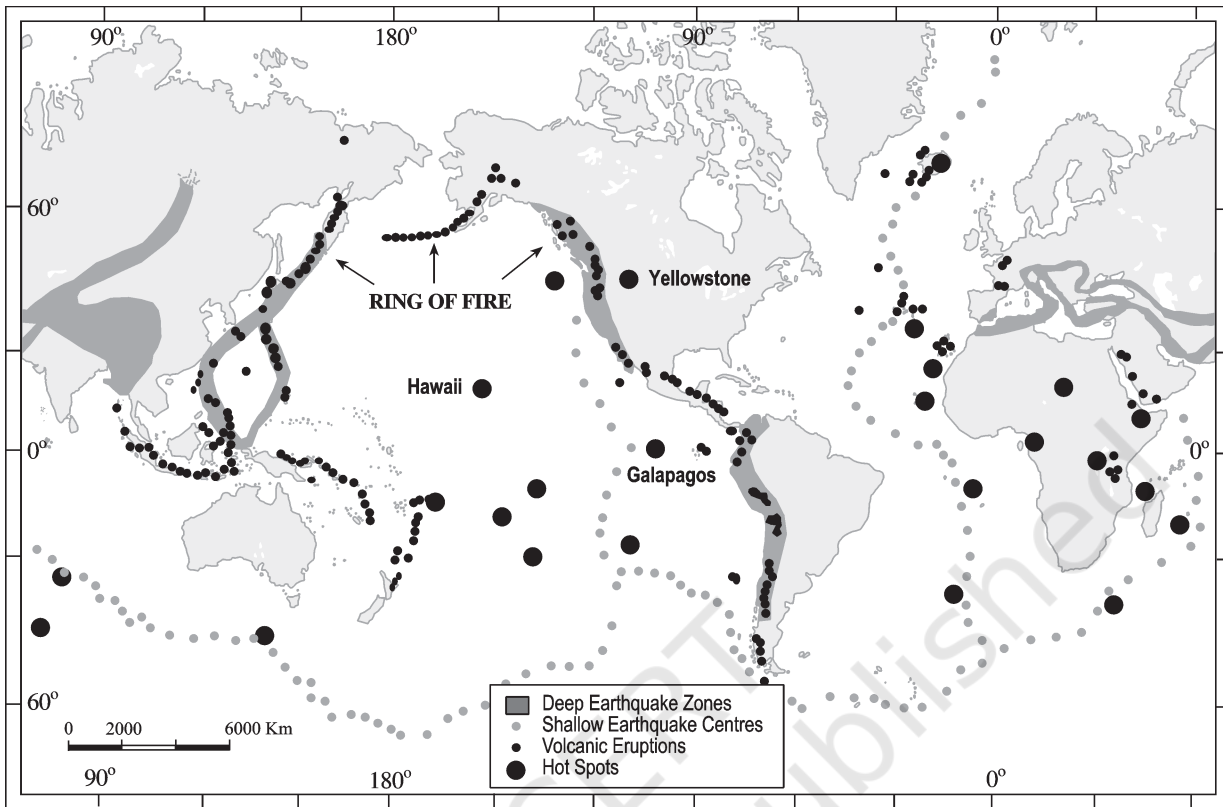 90° 180° 90° 0°
60°
Yellowstone
RING OF FIRE
Hawaii
0° 0°
Galapagos
60°
Deep Earthquake Zones
Shallow Earthquake Centres
Volcanic Eruptions
Hot Spots
0 2000 6000 Km
90° 180° 0°